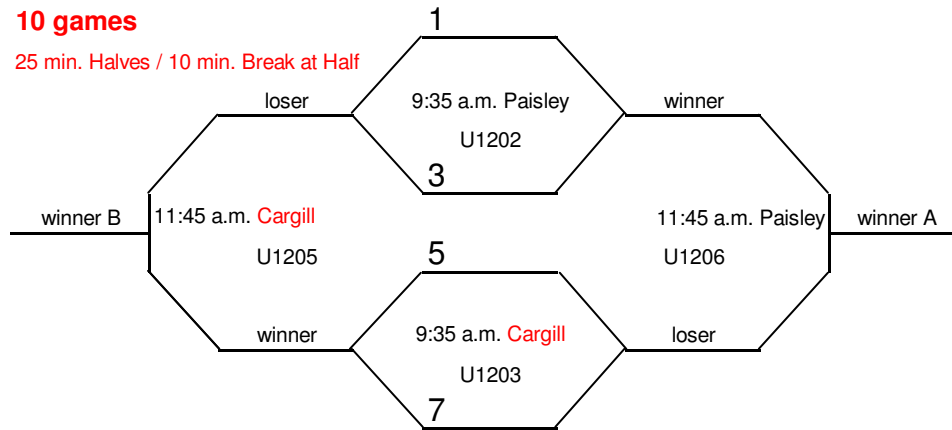 10 games
25 min. Halves / 10 min. Break at Half
1
loser
9:35 a.m. Paisley
winner
U1202
3
winner B
11:45 a.m. Cargill
11:45 a.m. Paisley
winner A
U1205
U1206
5
winner
9:35 a.m. Cargill
loser
U1203
7